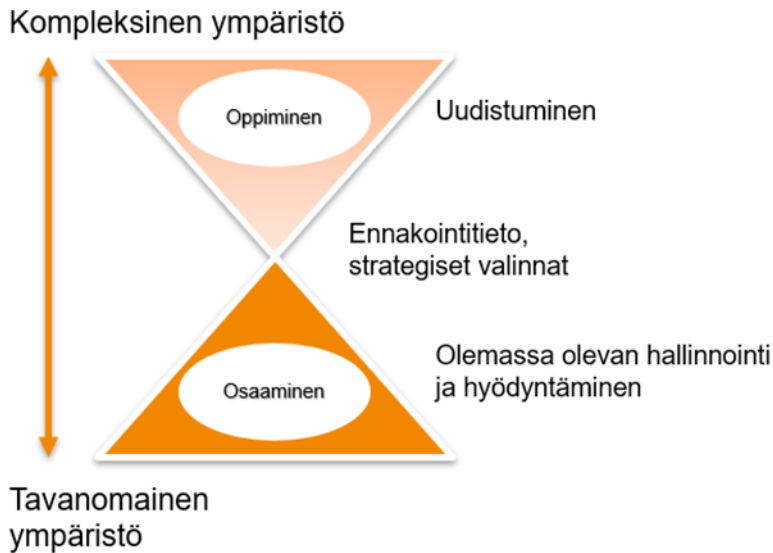 Kompleksinen ympäristö
Oppiminen
Uudistuminen
Ennakointitieto,
strategiset valinnat
Olemassa olevan hallinnointi
ja hyödyntäminen
Osaaminen
Tavanomainen
ympäristö